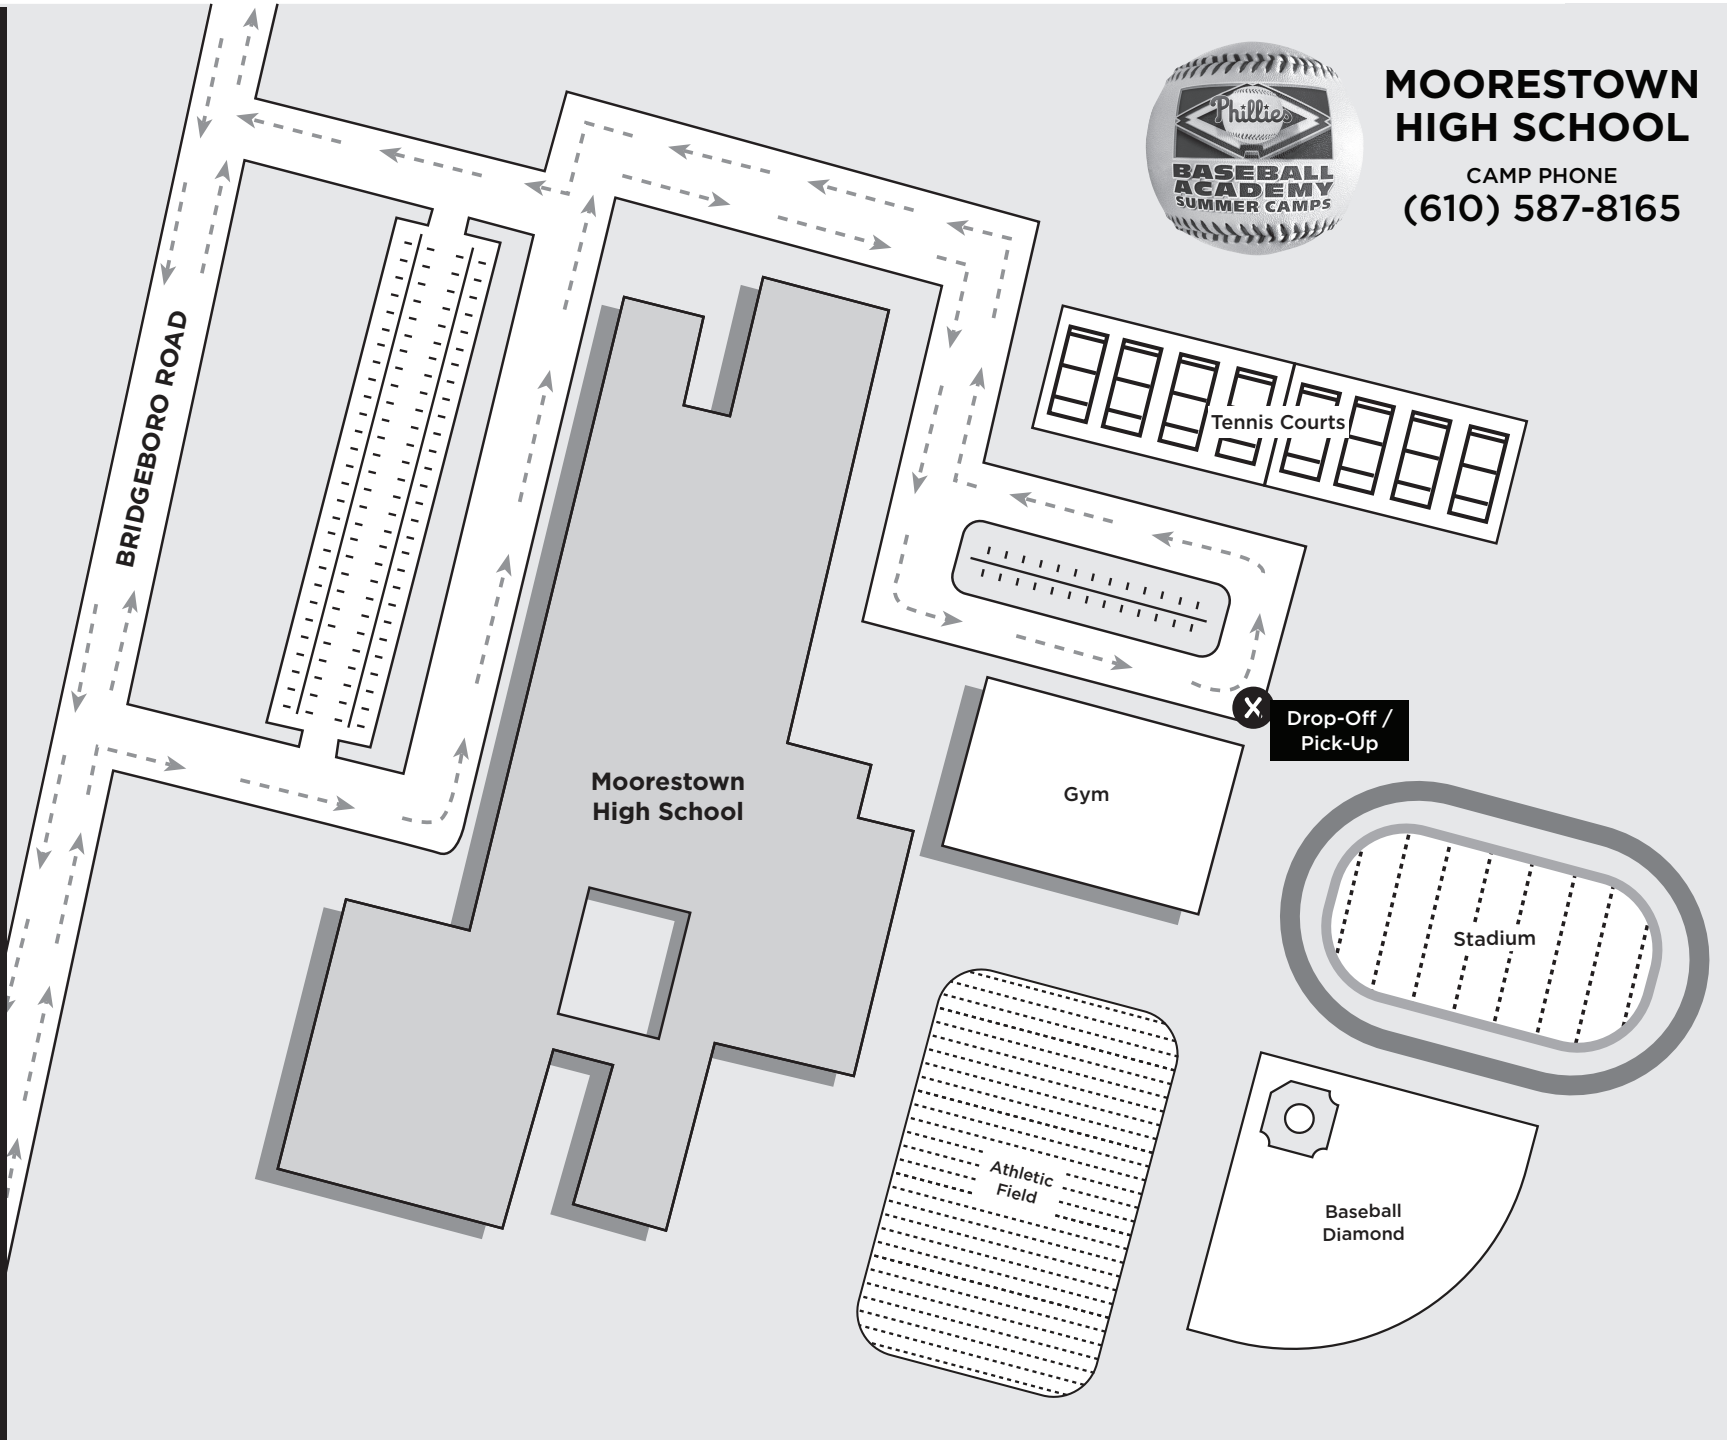 Phillies
BASEBALL
ACADEMY
SUMMER CAMPS
MOORESTOWN
HIGH SCHOOL
CAMP PHONE
(610) 587-8165
BRIDGEBORO ROAD
Tennis Courts
X
Drop-Off /
Pick-Up
Moorestown
High School
Gym
Stadium
Athletic
Field
Baseball
Diamond